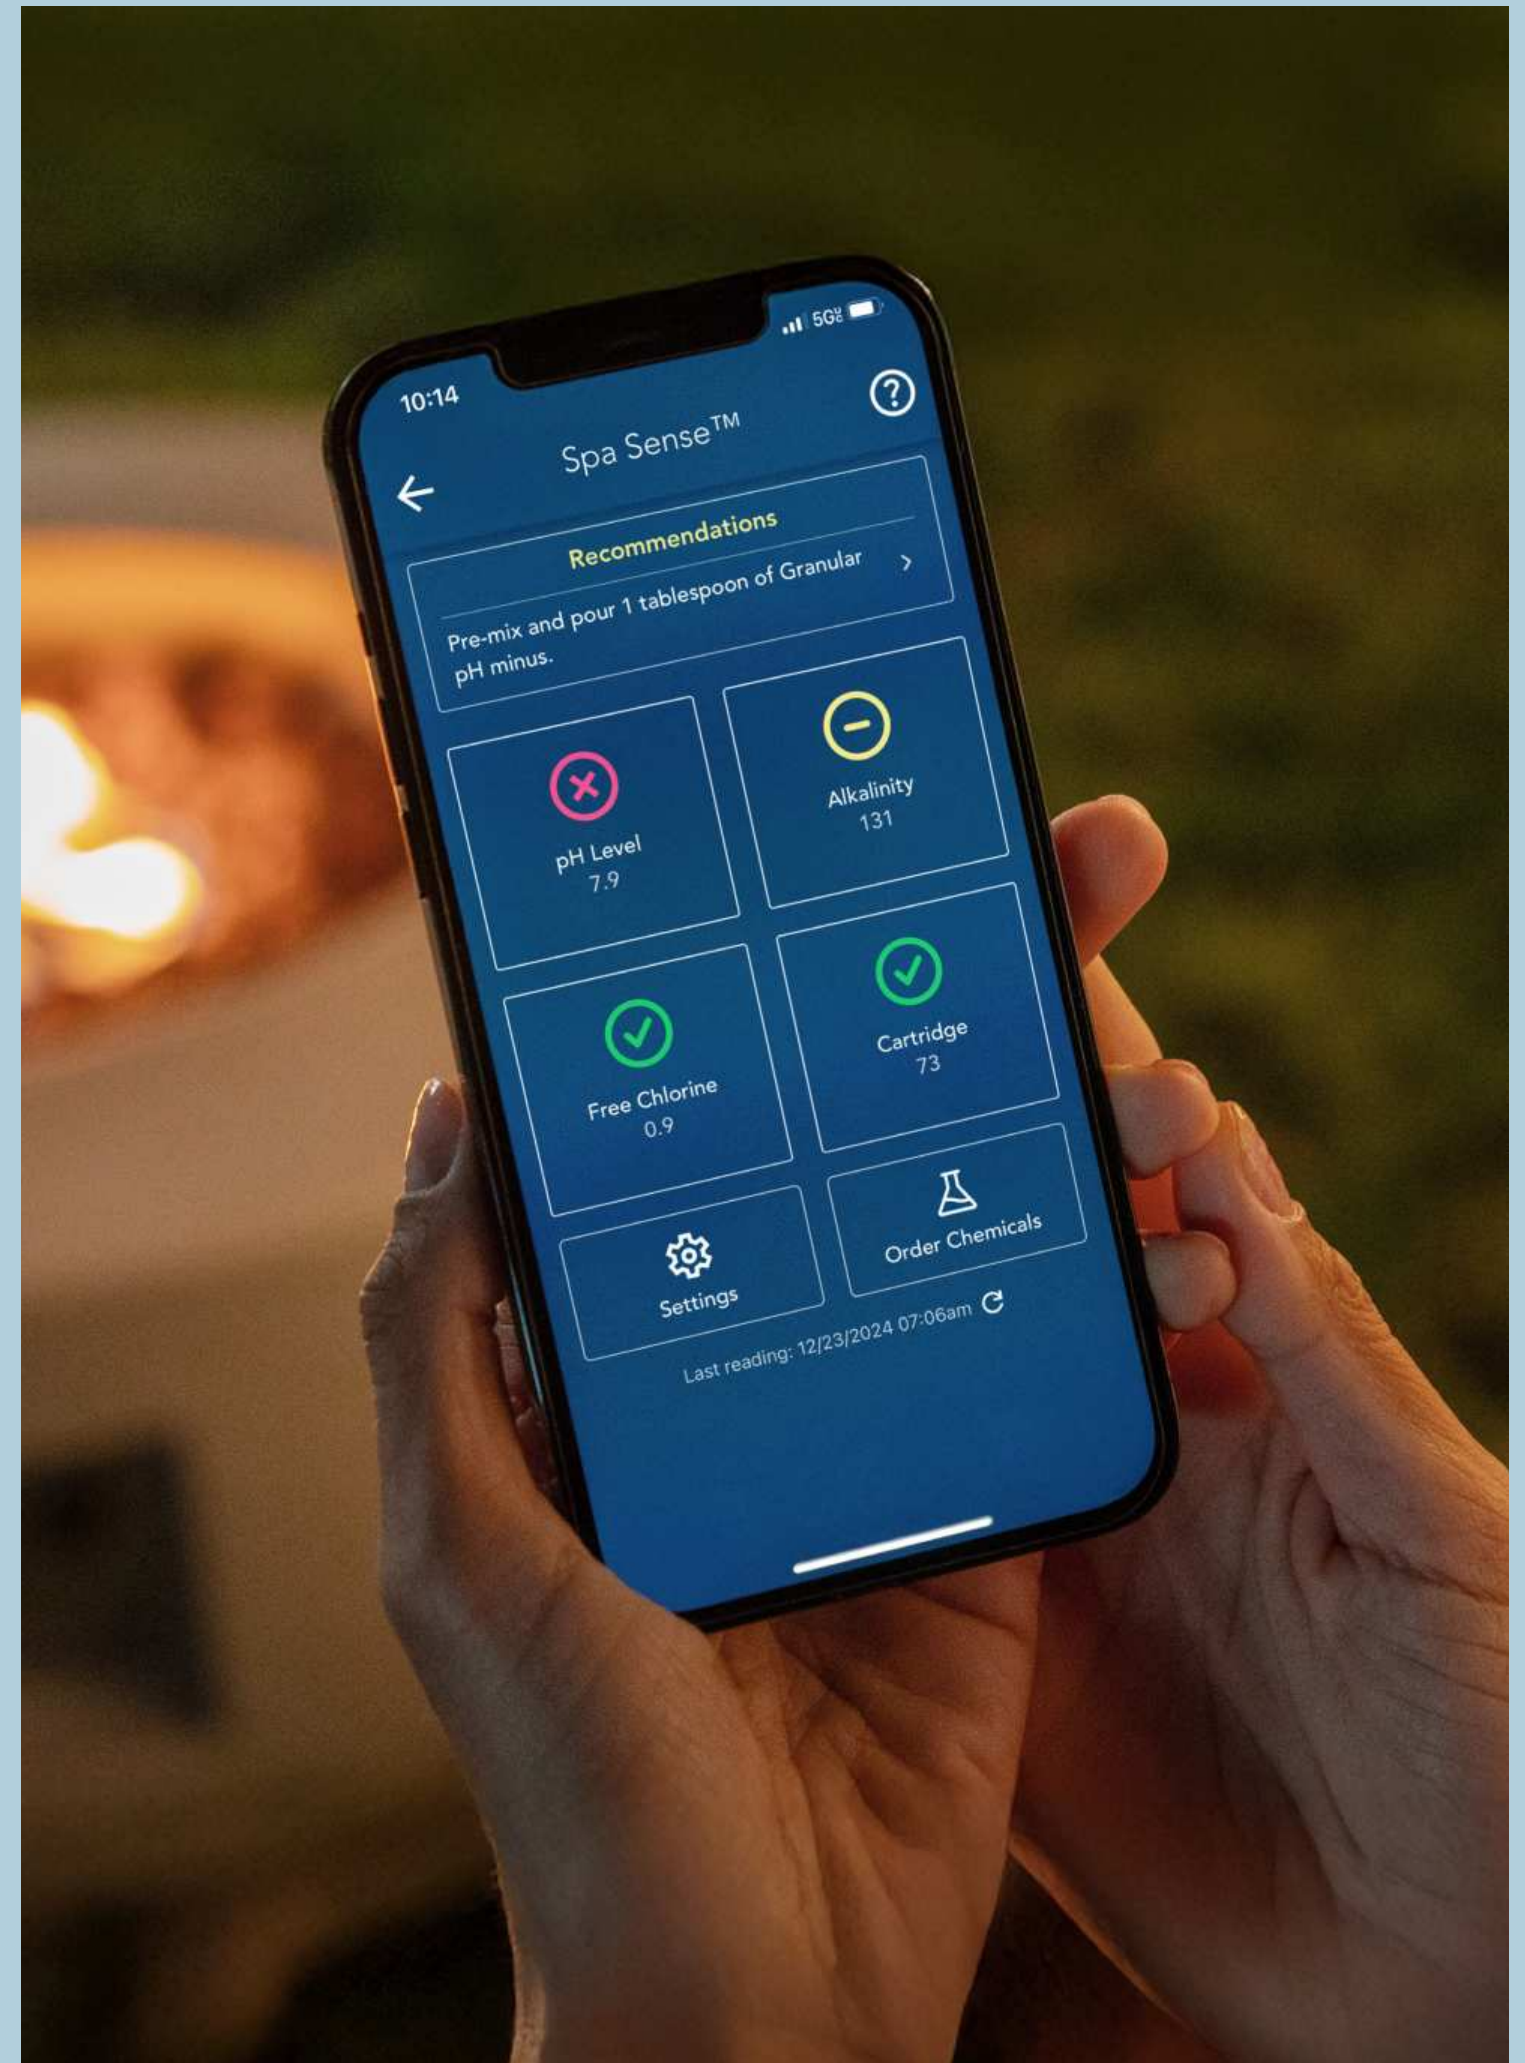 10:14
5G
Spa Sense™
Recommendations
Pre-mix and pour 1 tablespoon of Granular
pH minus.
pH Level
7.9
Alkalinity
131
Free Chlorine
0.9
Cartridge
73
Settings
Order Chemicals
Last reading: 12/23/2024 07:06am